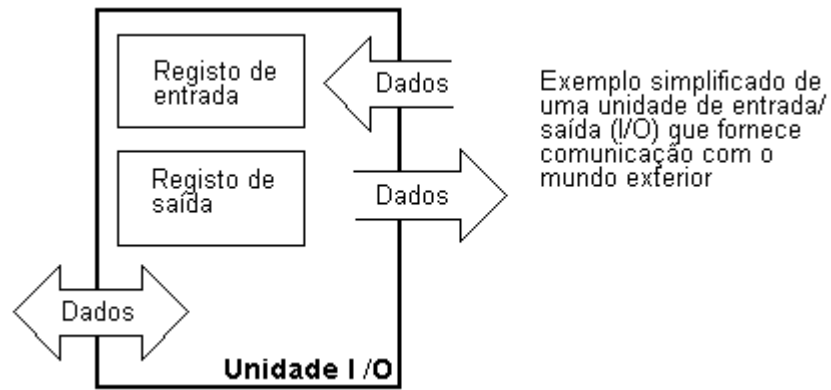 Registo de
entrada
Dados
Exemplo simplificado de
uma unidade de entrada/
saída (I/O) que fornece
comunicação com o
mundo exferior
Registo de
saída
Dados
Dados
Unidade I /O